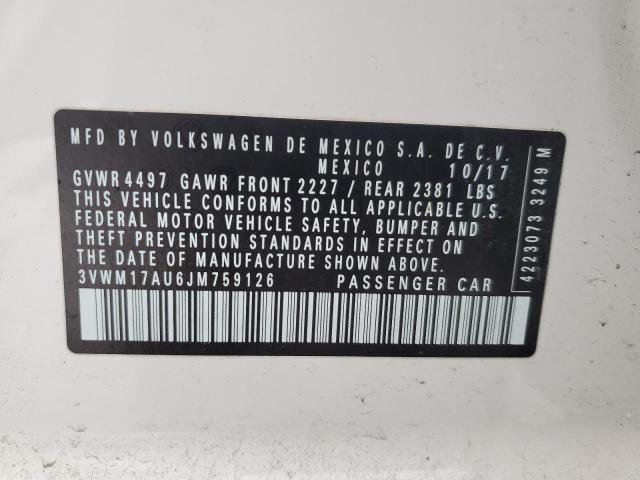 MFD BY VOLKSWAGEN DE MEXICO S.A. DE C.V.
MEXICO 10/17
GVWR 4497 GAWR FRONT 2227 / REAR 2381 LBS
THIS VEHICLE CONFORMS TO ALL APPLICABLE U.S.
FEDERAL MOTOR VEHICLE SAFETY, BUMPER AND
THEFT PREVENTION STANDARDS IN EFFECT ON
THE DATE OF MANUFACTURE SHOWN ABOVE.
3VWM17AU6JM759126 PASSENGER CAR
4223073 3249 M